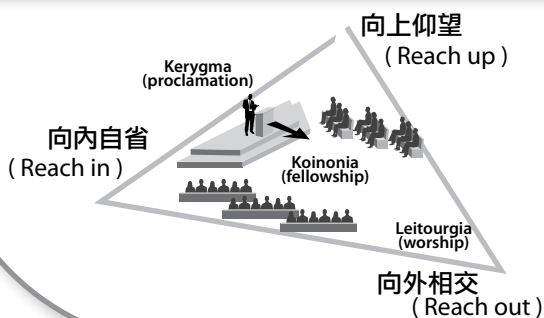 向上仰望
( Reach up )
Kerygma
(proclamation)
向內自省
( Reach in )
Koinonia
(fellowship)
Leitourgia
(worship)
向外相交
( Reach out )